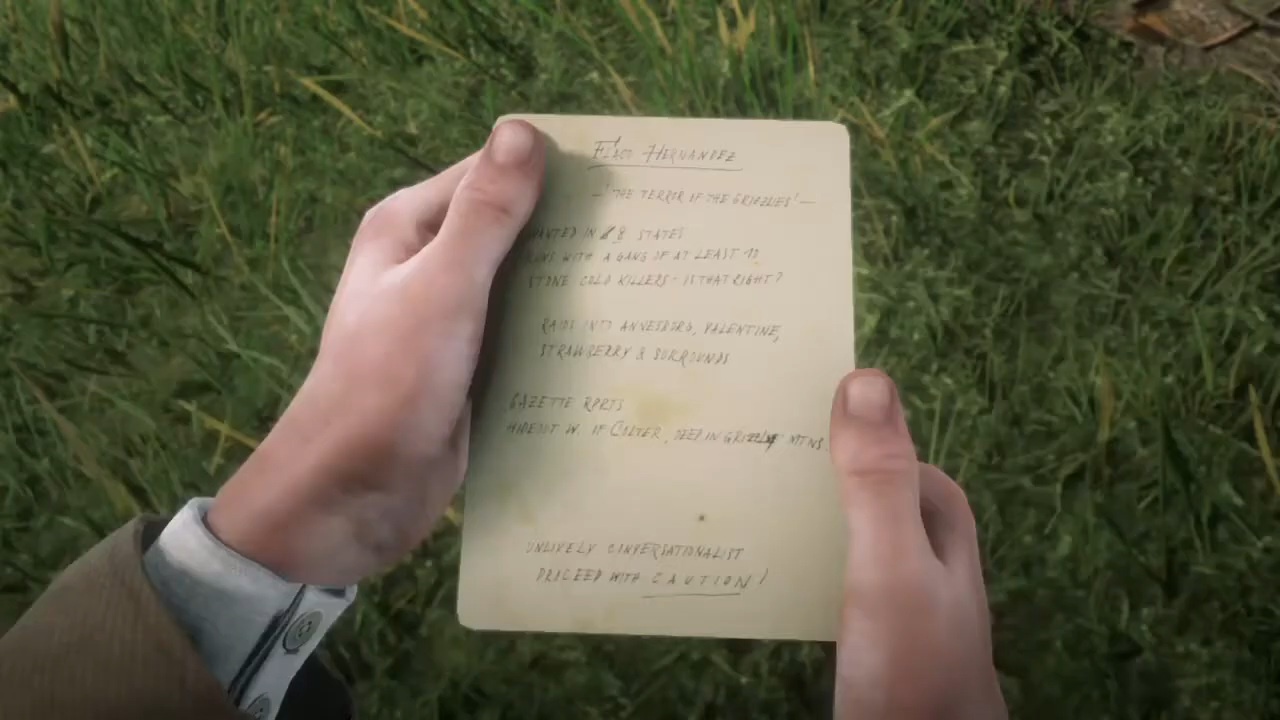 FLACO HERNANDEZ
—'THE TERROR OF THE GRIZZLIES'—
WANTED IN 8 STATES
RUNS WITH A GANG OF AT LEAST 11
STONE COLD KILLERS - IS THAT RIGHT?
RAIDS INTO ANNESBURG, VALENTINE,
STRAWBERRY & SURROUNDS
GAZETTE RPRTS
HIDEOUT W. OF COLTER, DEEP IN GRIZZLY MTNS.
UNLIVELY CONVERSATIONALIST
PROCEED WITH CAUTION!